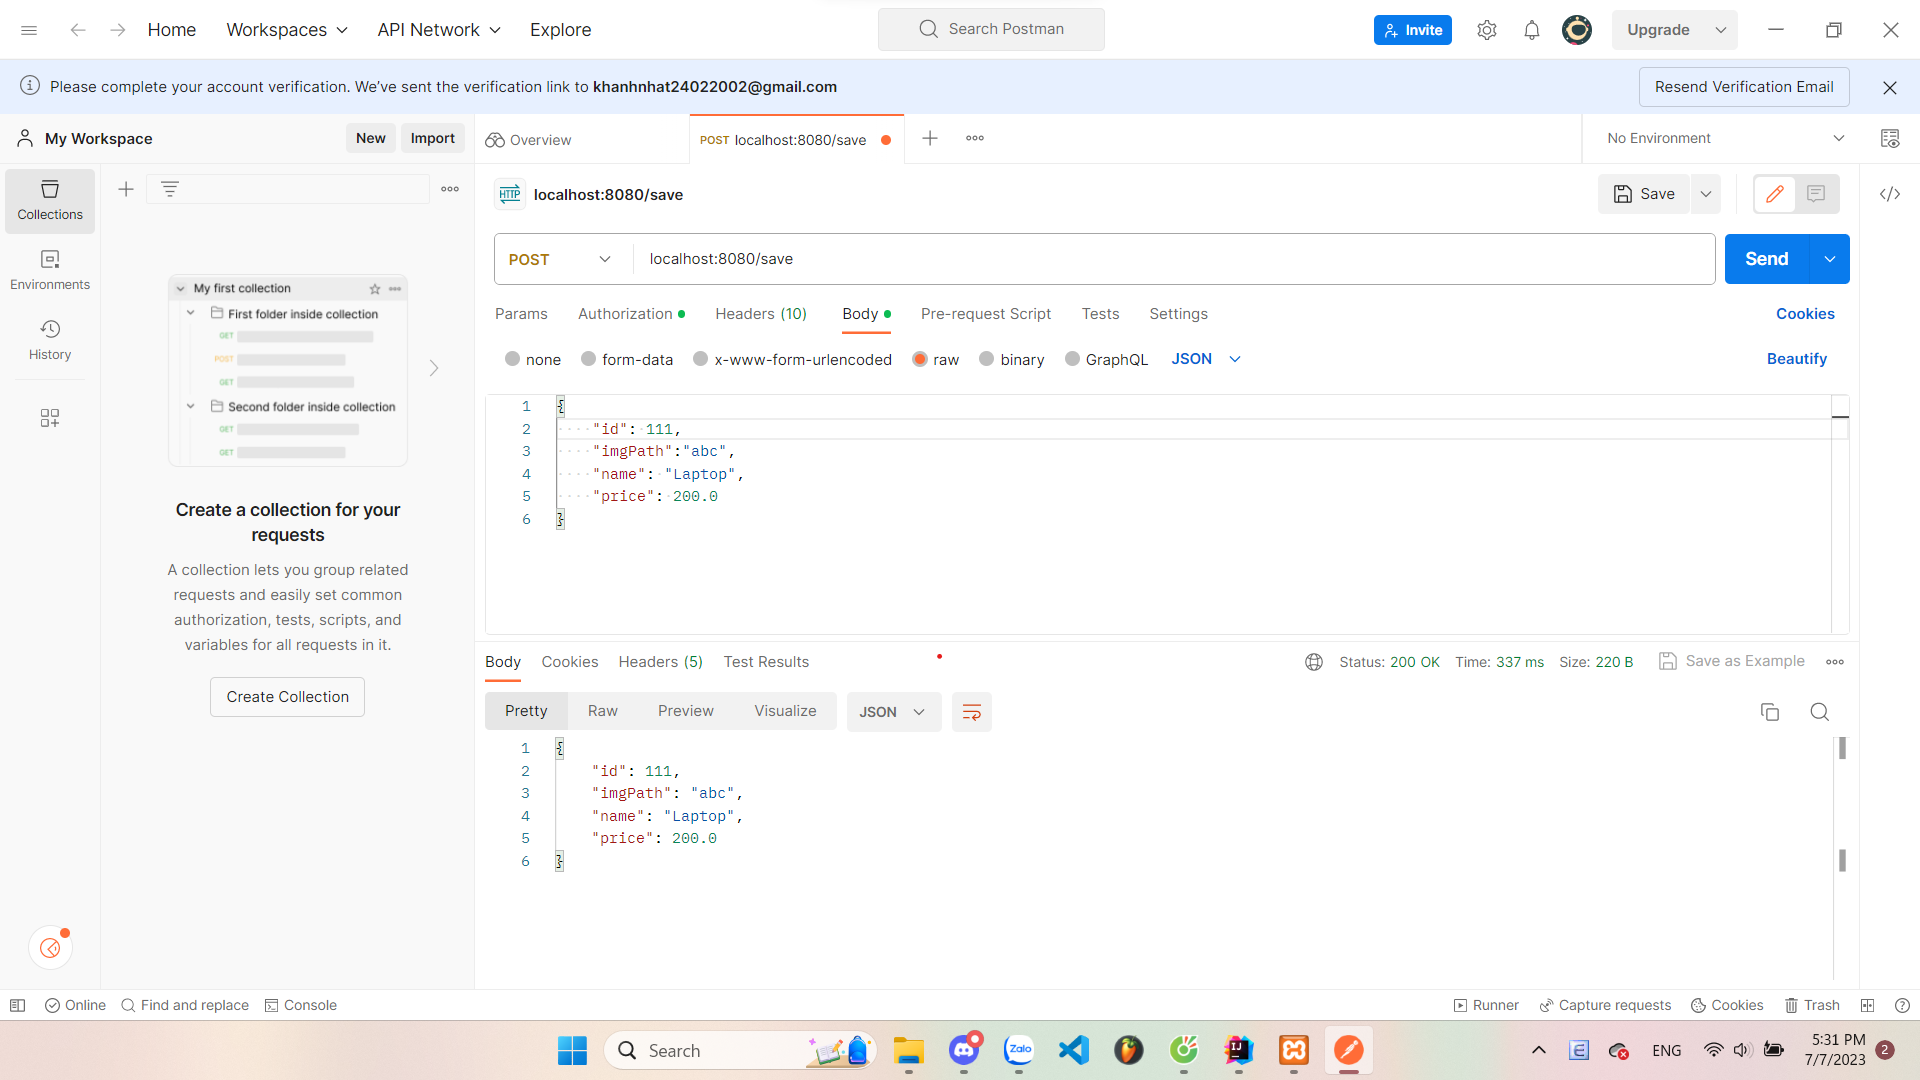 Home
Workspaces
API Network
Explore
Search Postman
Invite
Upgrade
Please complete your account verification. We've sent the verification link to khanhnhat24022002@gmail.com
Resend Verification Email
My Workspace
New
Import
Overview
POST localhost:8080/save
No Environment
Collections
Environments
History
My first collection
First folder inside collection
GET
POST
GET
Second folder inside collection
GET
GET
Create a collection for your
requests
A collection lets you group related
requests and easily set common
authorization, tests, scripts, and
variables for all requests in it.
Create Collection
HTTP localhost:8080/save
Save
POST
localhost:8080/save
Send
Params
Authorization
Headers (10)
Body
Pre-request Script
Tests
Settings
Cookies
none
form-data
x-www-form-urlencoded
raw
binary
GraphQL
JSON
Beautify
1 {
2 "id": 111,
3 "imgPath":"abc",
4 "name": "Laptop",
5 "price": 200.0
6 }
Body
Cookies
Headers (5)
Test Results
Status: 200 OK
Time: 337 ms
Size: 220 B
Save as Example
Pretty
Raw
Preview
Visualize
JSON
1 {
2 "id": 111,
3 "imgPath": "abc",
4 "name": "Laptop",
5 "price": 200.0
6 }
Online
Find and replace
Console
Runner
Capture requests
Cookies
Trash
Search
Zalo
IJ
E
ENG
5:31 PM
7/7/2023
2